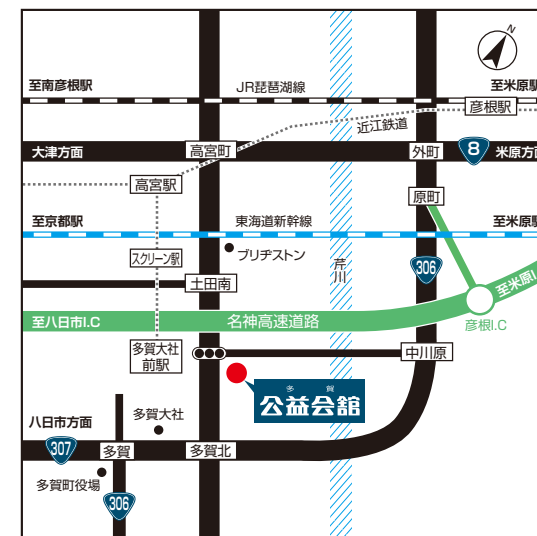 N
至南彦根駅
JR琵琶湖線
至米原駅
彦根駅
近江鉄道
大津方面
高宮町
外町
8
米原方面
高宮駅
原町
至京都駅
東海道新幹線
至米原駅
スクリーン駅
ブリヂストン
芹川
306
土田南
至米原I.
至八日市I.C
名神高速道路
彦根I.C
多賀大社
前駅
中川原
多賀
公益会舘
八日市方面
多賀大社
307
多賀
多賀北
多賀町役場
306